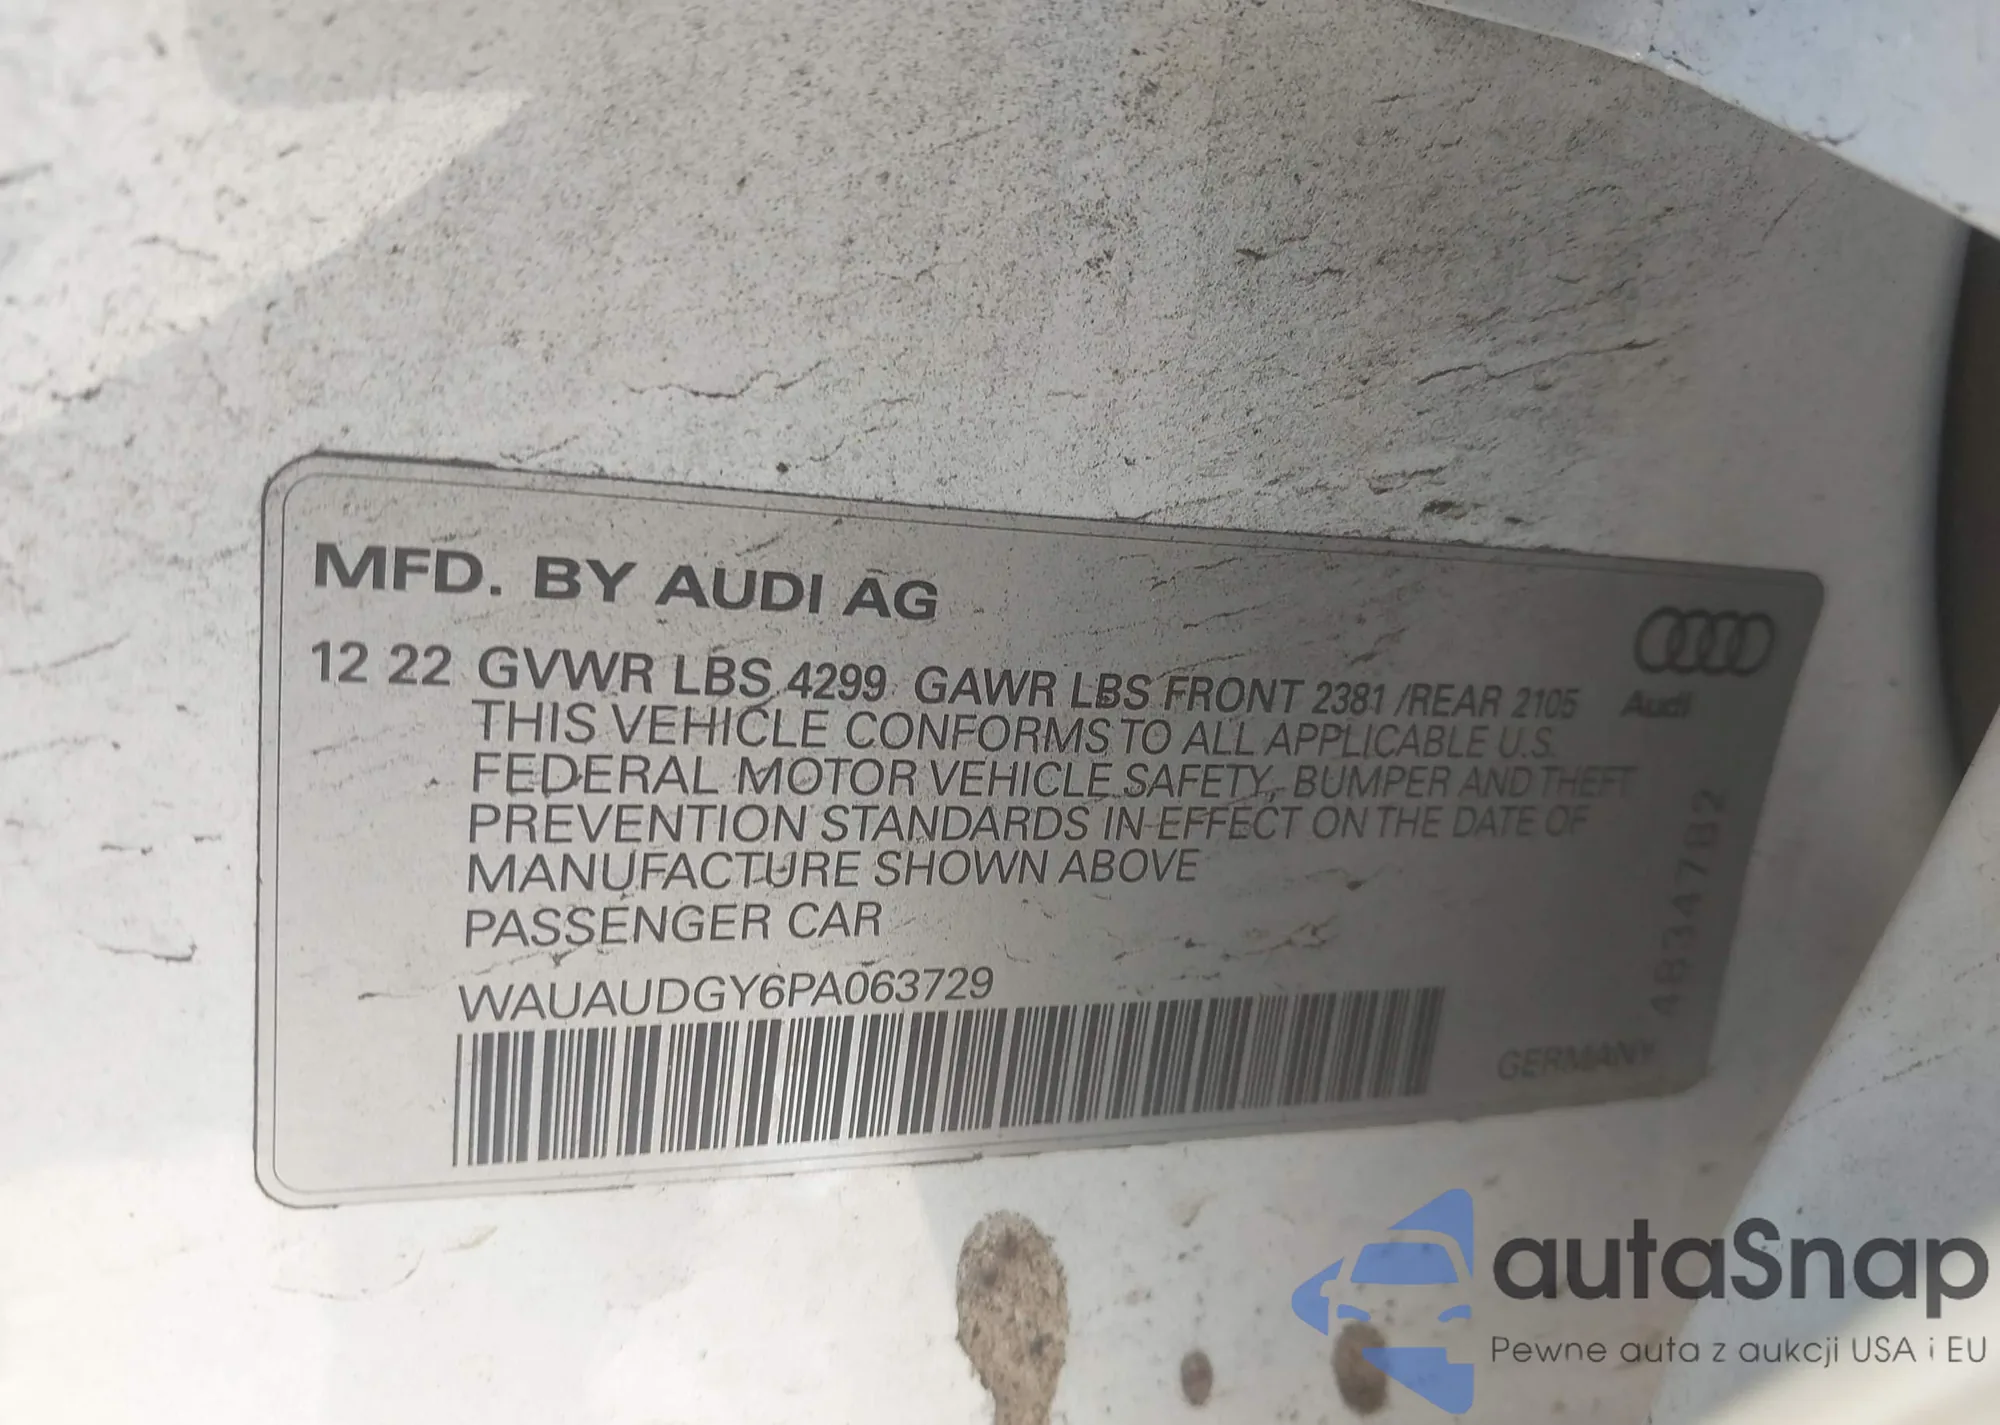 MFD. BY AUDI AG
12 22 GVWR LBS 4299 GAWR LBS FRONT 2381 /REAR 2105
THIS VEHICLE CONFORMS TO ALL APPLICABLE U.S.
FEDERAL MOTOR VEHICLE SAFETY, BUMPER AND THEFT
PREVENTION STANDARDS IN EFFECT ON THE DATE OF
MANUFACTURE SHOWN ABOVE
PASSENGER CAR
WAUAUDGY6PA063729
Audi
4834782
GERMANY
autaSnap
Pewne auta z aukcji USA i EU